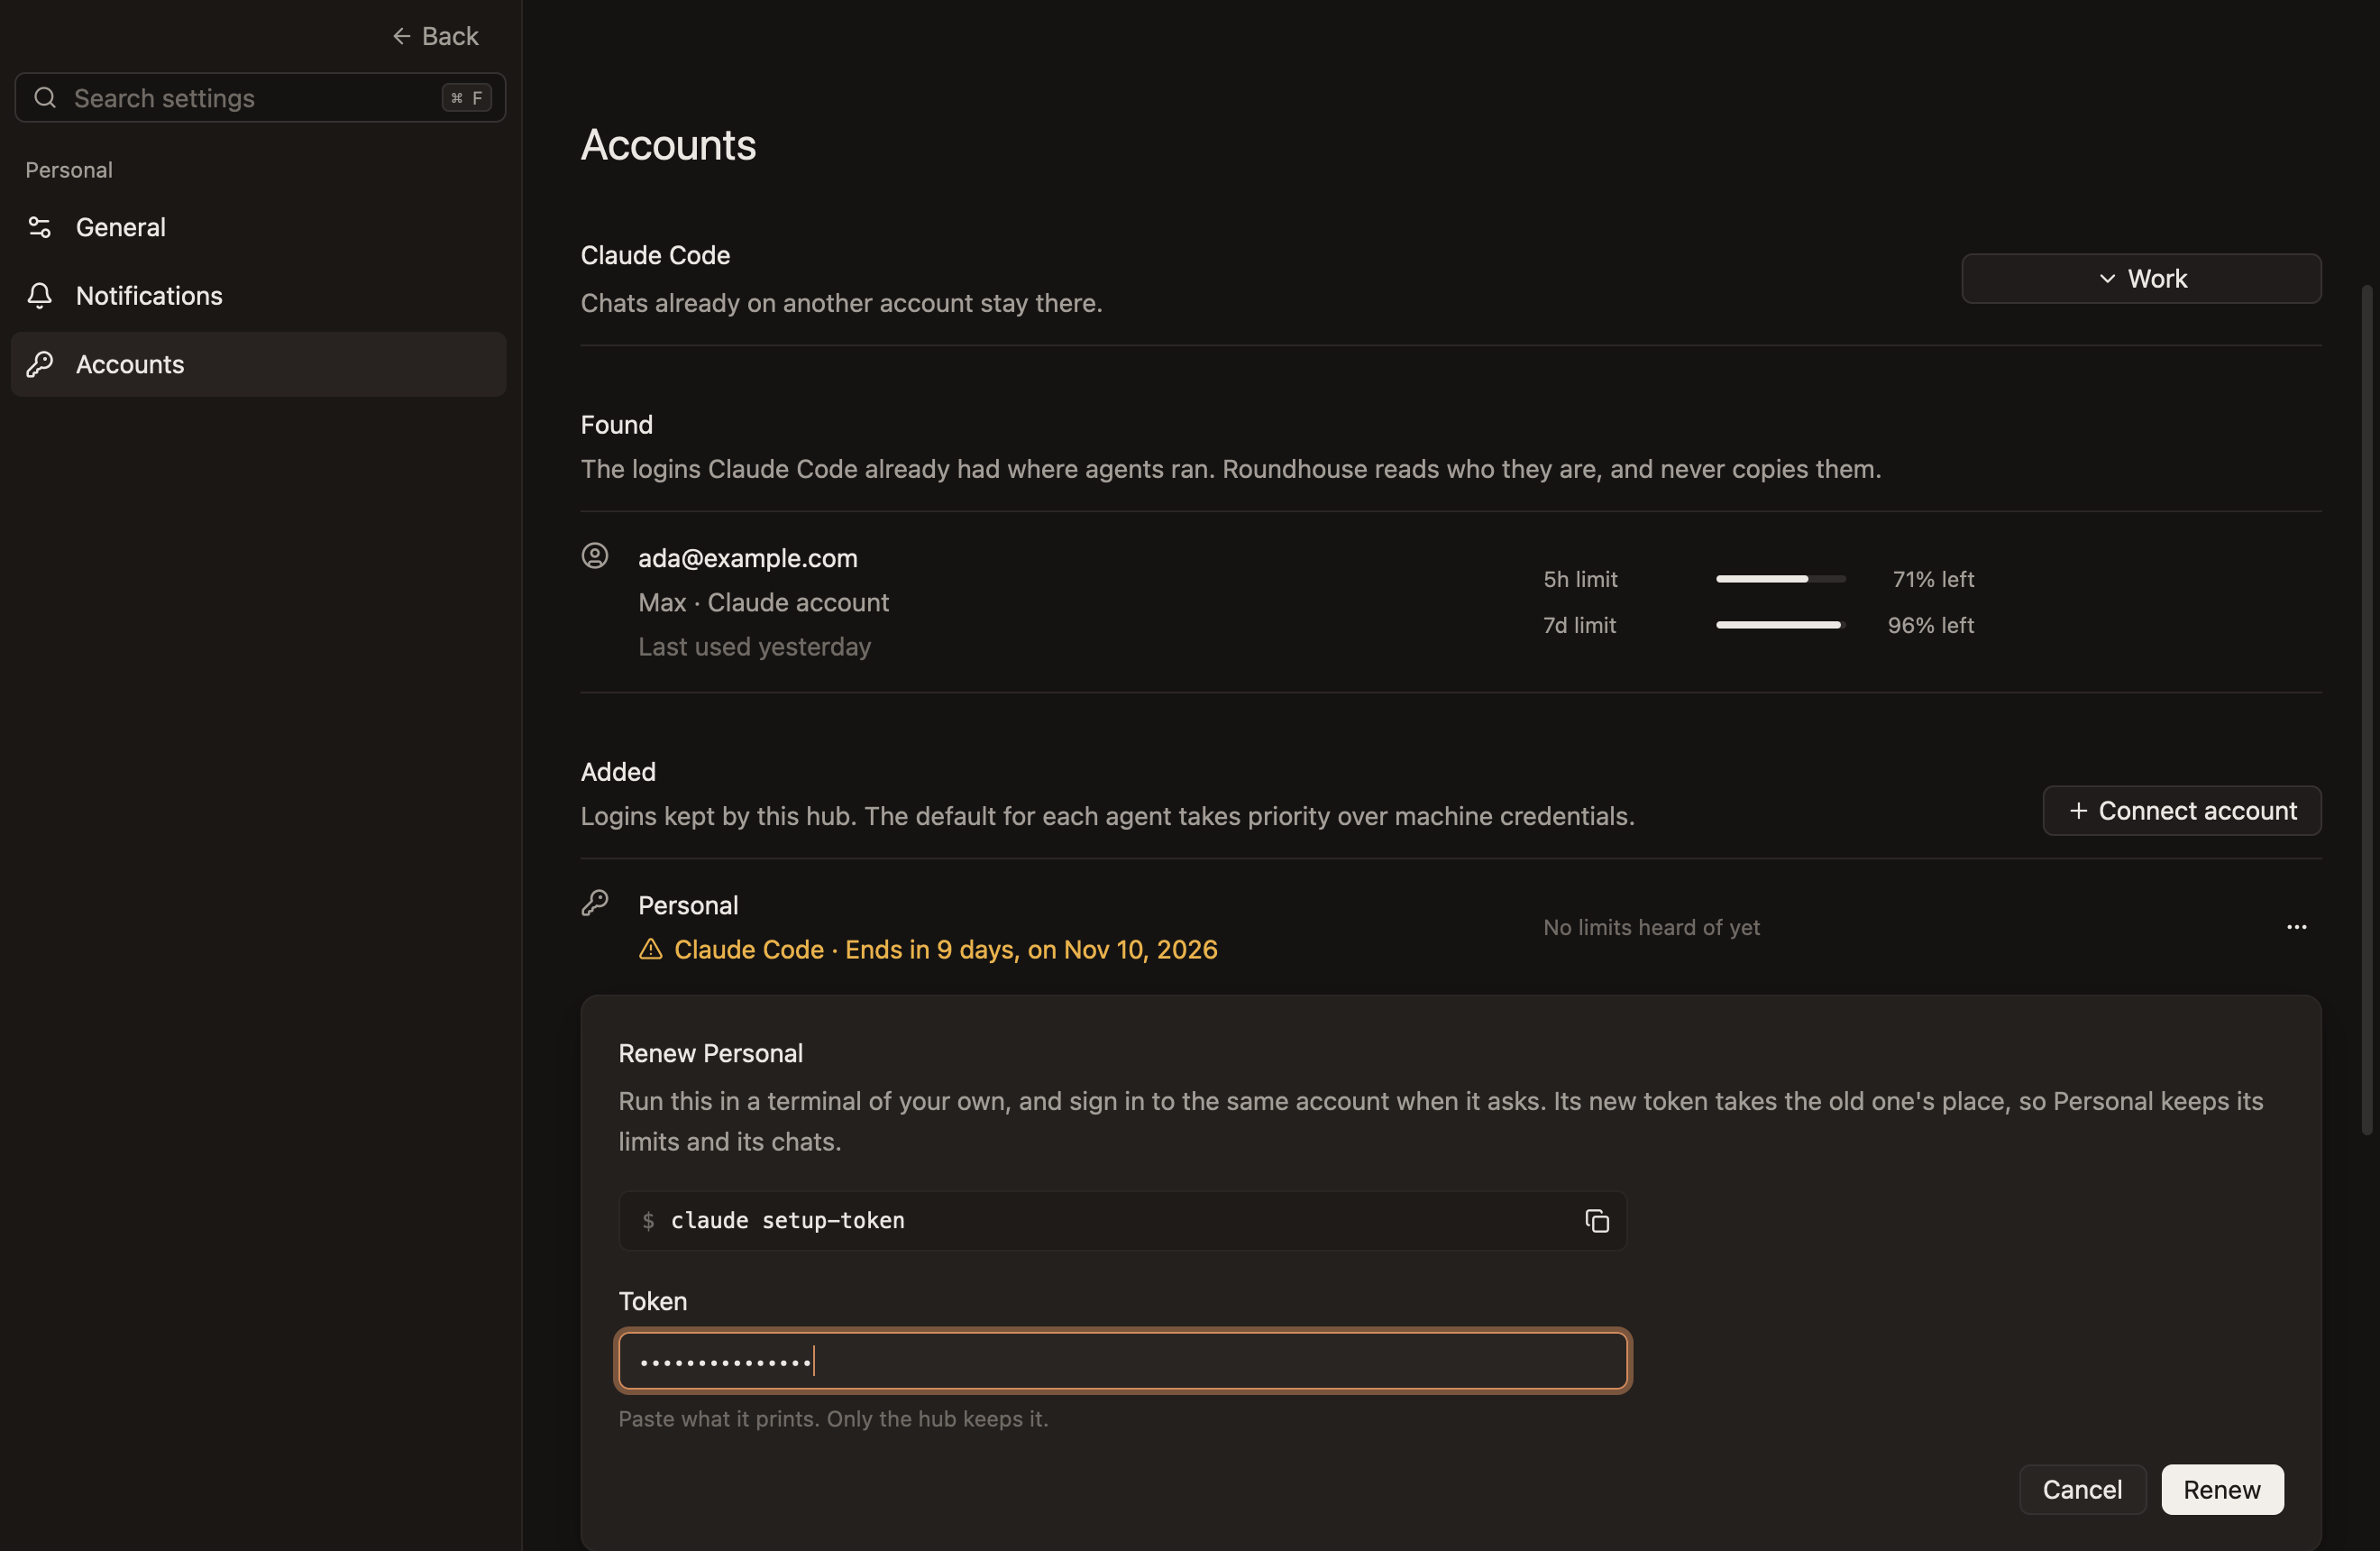 ← Back
Search settings
⌘ F
Personal
General
Notifications
Accounts
Accounts
Claude Code
Chats already on another account stay there.
Work
Found
The logins Claude Code already had where agents ran. Roundhouse reads who they are, and never copies them.
ada@example.com
Max · Claude account
Last used yesterday
5h limit
71% left
7d limit
96% left
Added
Logins kept by this hub. The default for each agent takes priority over machine credentials.
+ Connect account
Personal
Claude Code · Ends in 9 days, on Nov 10, 2026
No limits heard of yet
...
Renew Personal
Run this in a terminal of your own, and sign in to the same account when it asks. Its new token takes the old one's place, so Personal keeps its
limits and its chats.
$ claude setup-token
Token
•••••••••••••••
Paste what it prints. Only the hub keeps it.
Cancel
Renew